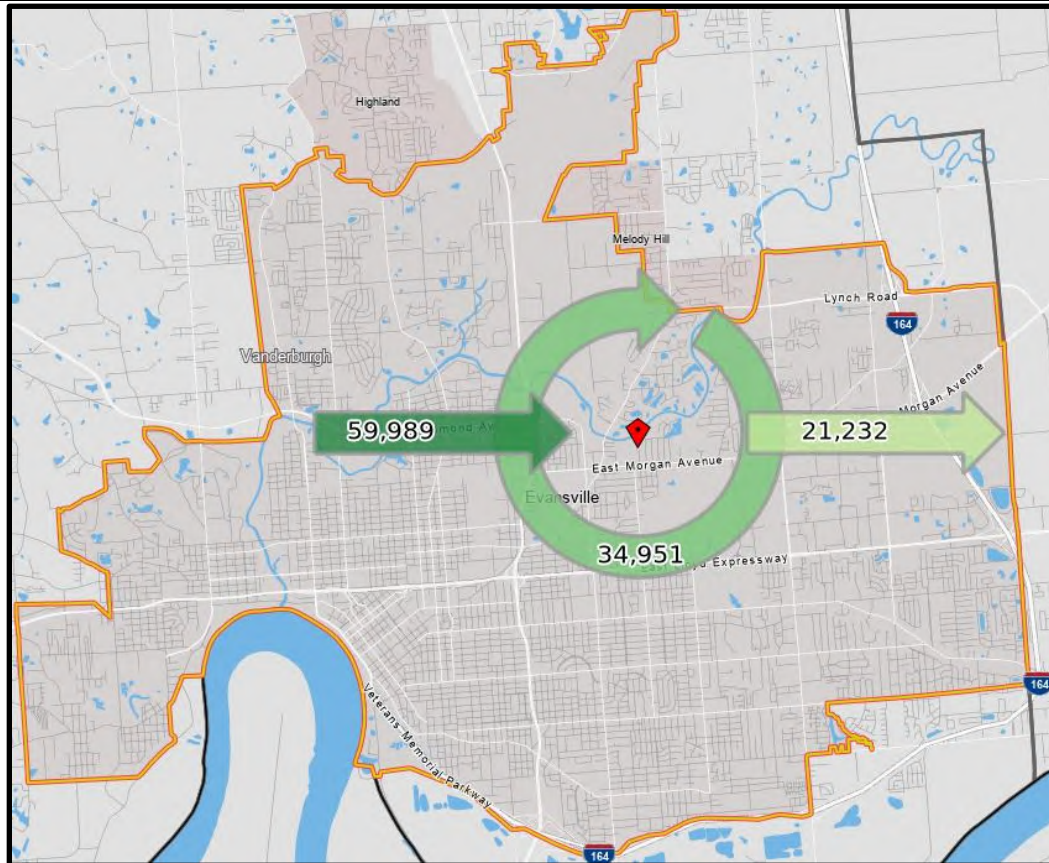 Highland
Melody Hill
Lynch Road
164
Vanderburgh
Morgan Avenue
59,989
21,232
East Morgan Avenue
Evansville
34,951
Expressway
Veterans Memorial Parkway
164
164